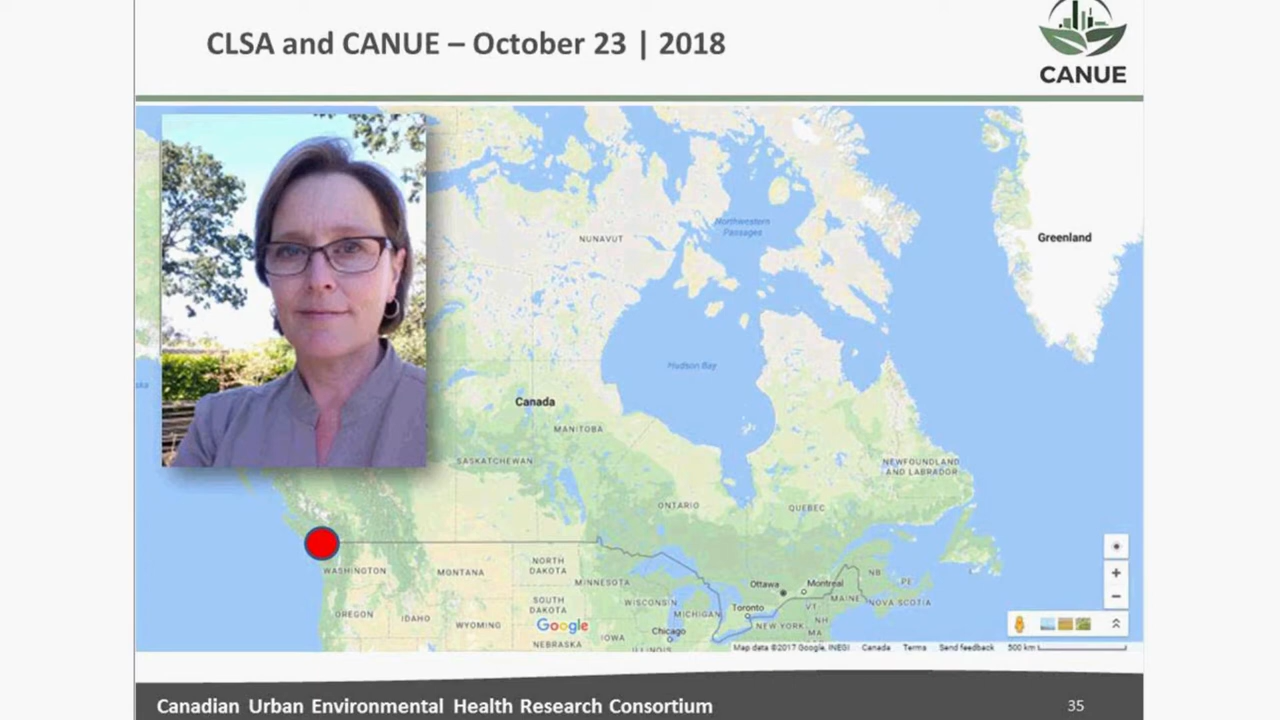 CLSA and CANUE – October 23 | 2018
CANUE
Northwestern
Passages
NUNAVUT
Greenland
Hudson Bay
Canada
MANITOBA
SASKATCHEWAN
NEWFOUNDLAND
AND LABRADOR
ONTARIO
QUEBEC
WASHINGTON
MONTANA
NORTH
DAKOTA
MINNESOTA
Ottawa
Montreal
NB
PE
MAINE
NOVA SCOTIA
OREGON
IDAHO
WYOMING
SOUTH
DAKOTA
WISCONSIN
MICHIGAN
Toronto
VT
NH
NEW YORK
MA
Google
Chicago
IOWA
NEBRASKA
ILLINOIS
Map data ©2017 Google, INEGI Canada Terms Send feedback 500 km
Canadian Urban Environmental Health Research Consortium
35